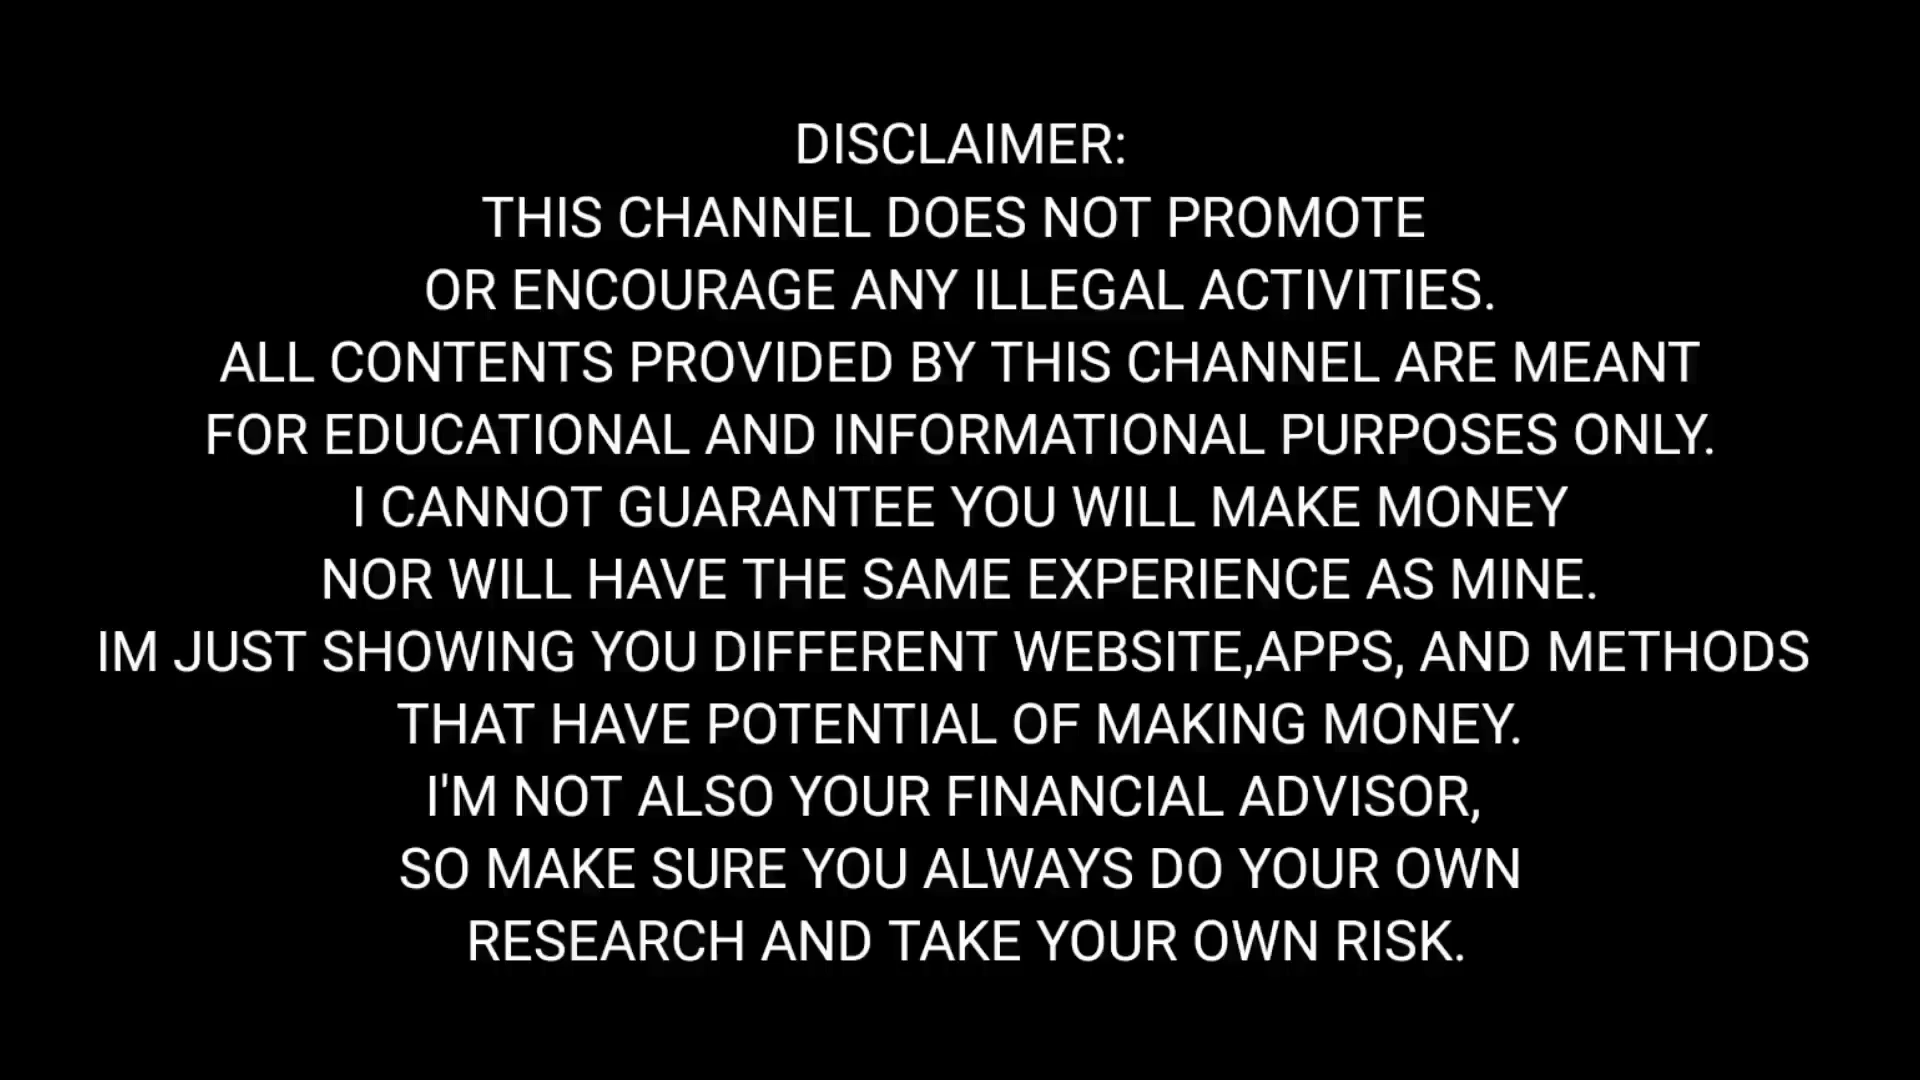 DISCLAIMER:
THIS CHANNEL DOES NOT PROMOTE
OR ENCOURAGE ANY ILLEGAL ACTIVITIES.
ALL CONTENTS PROVIDED BY THIS CHANNEL ARE MEANT
FOR EDUCATIONAL AND INFORMATIONAL PURPOSES ONLY.
I CANNOT GUARANTEE YOU WILL MAKE MONEY
NOR WILL HAVE THE SAME EXPERIENCE AS MINE.
IM JUST SHOWING YOU DIFFERENT WEBSITE,APPS, AND METHODS
THAT HAVE POTENTIAL OF MAKING MONEY.
I'M NOT ALSO YOUR FINANCIAL ADVISOR,
SO MAKE SURE YOU ALWAYS DO YOUR OWN
RESEARCH AND TAKE YOUR OWN RISK.